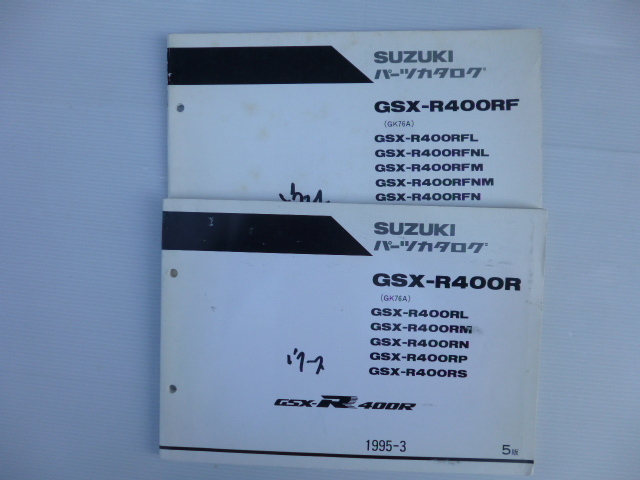 SUZUKI
パーツカタログ
GSX-R400RF
(GK76A)
GSX-R400RFL
GSX-R400RFNL
GSX-R400RFM
GSX-R400RFNM
GSX-R400RFN
SUZUKI
パーツカタログ
GSX-R400R
(GK76A)
GSX-R400RL
GSX-R400RM
GSX-R400RN
GSX-R400RP
GSX-R400RS
GSX-R400R
1995-3
5版